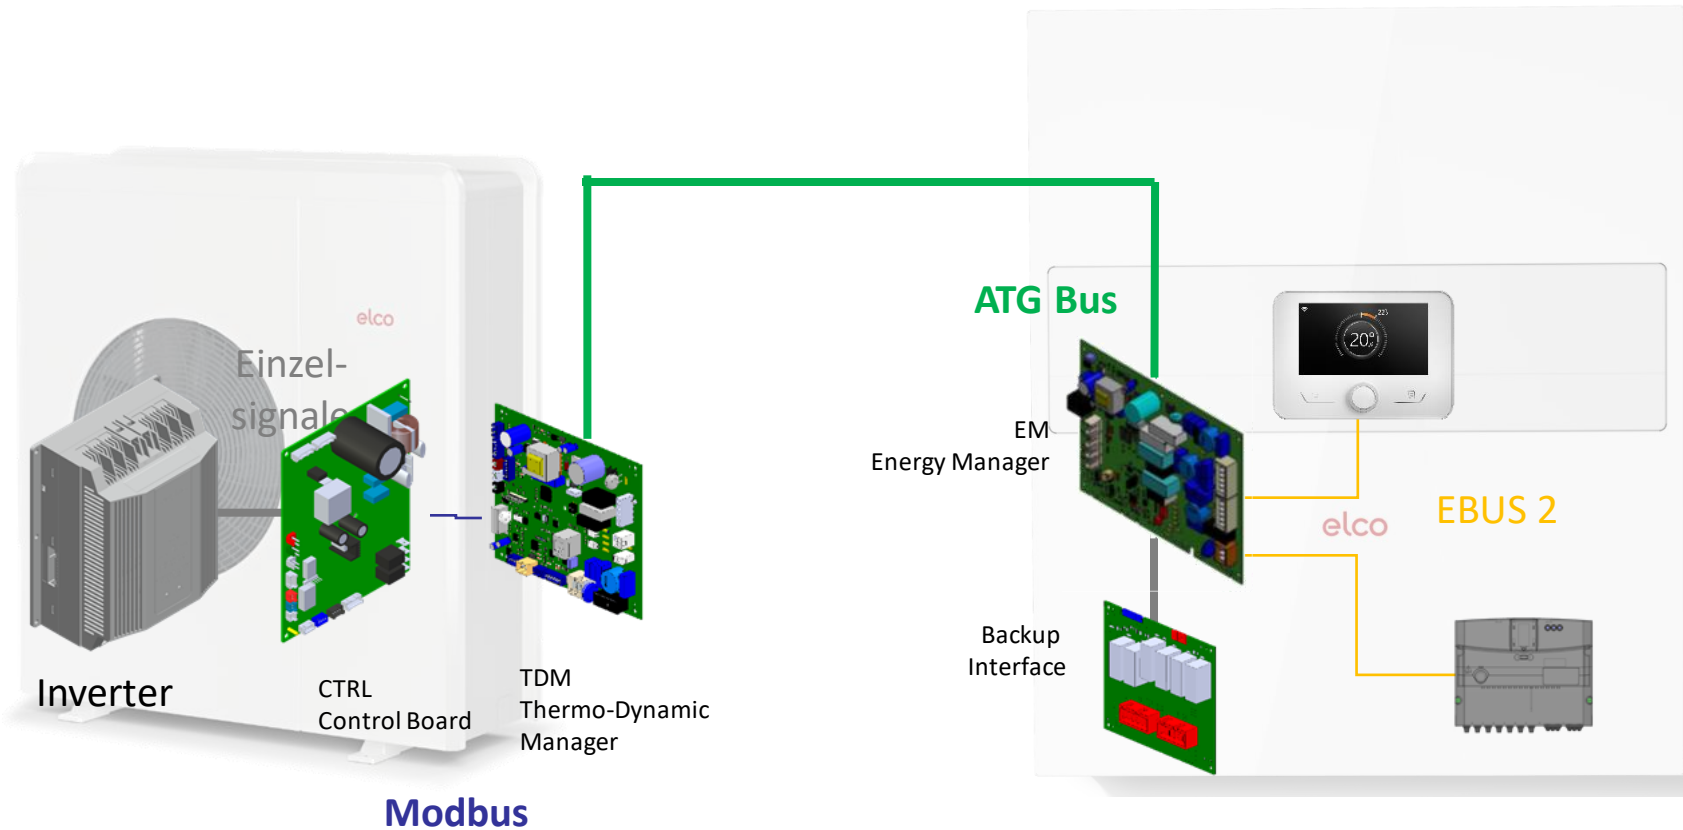 elco
Einzel-
signale
Inverter
CTRL
Control Board
TDM
Thermo-Dynamic
Manager
Modbus
ATG Bus
EM
Energy Manager
Backup
Interface
20°
elco
EBUS 2